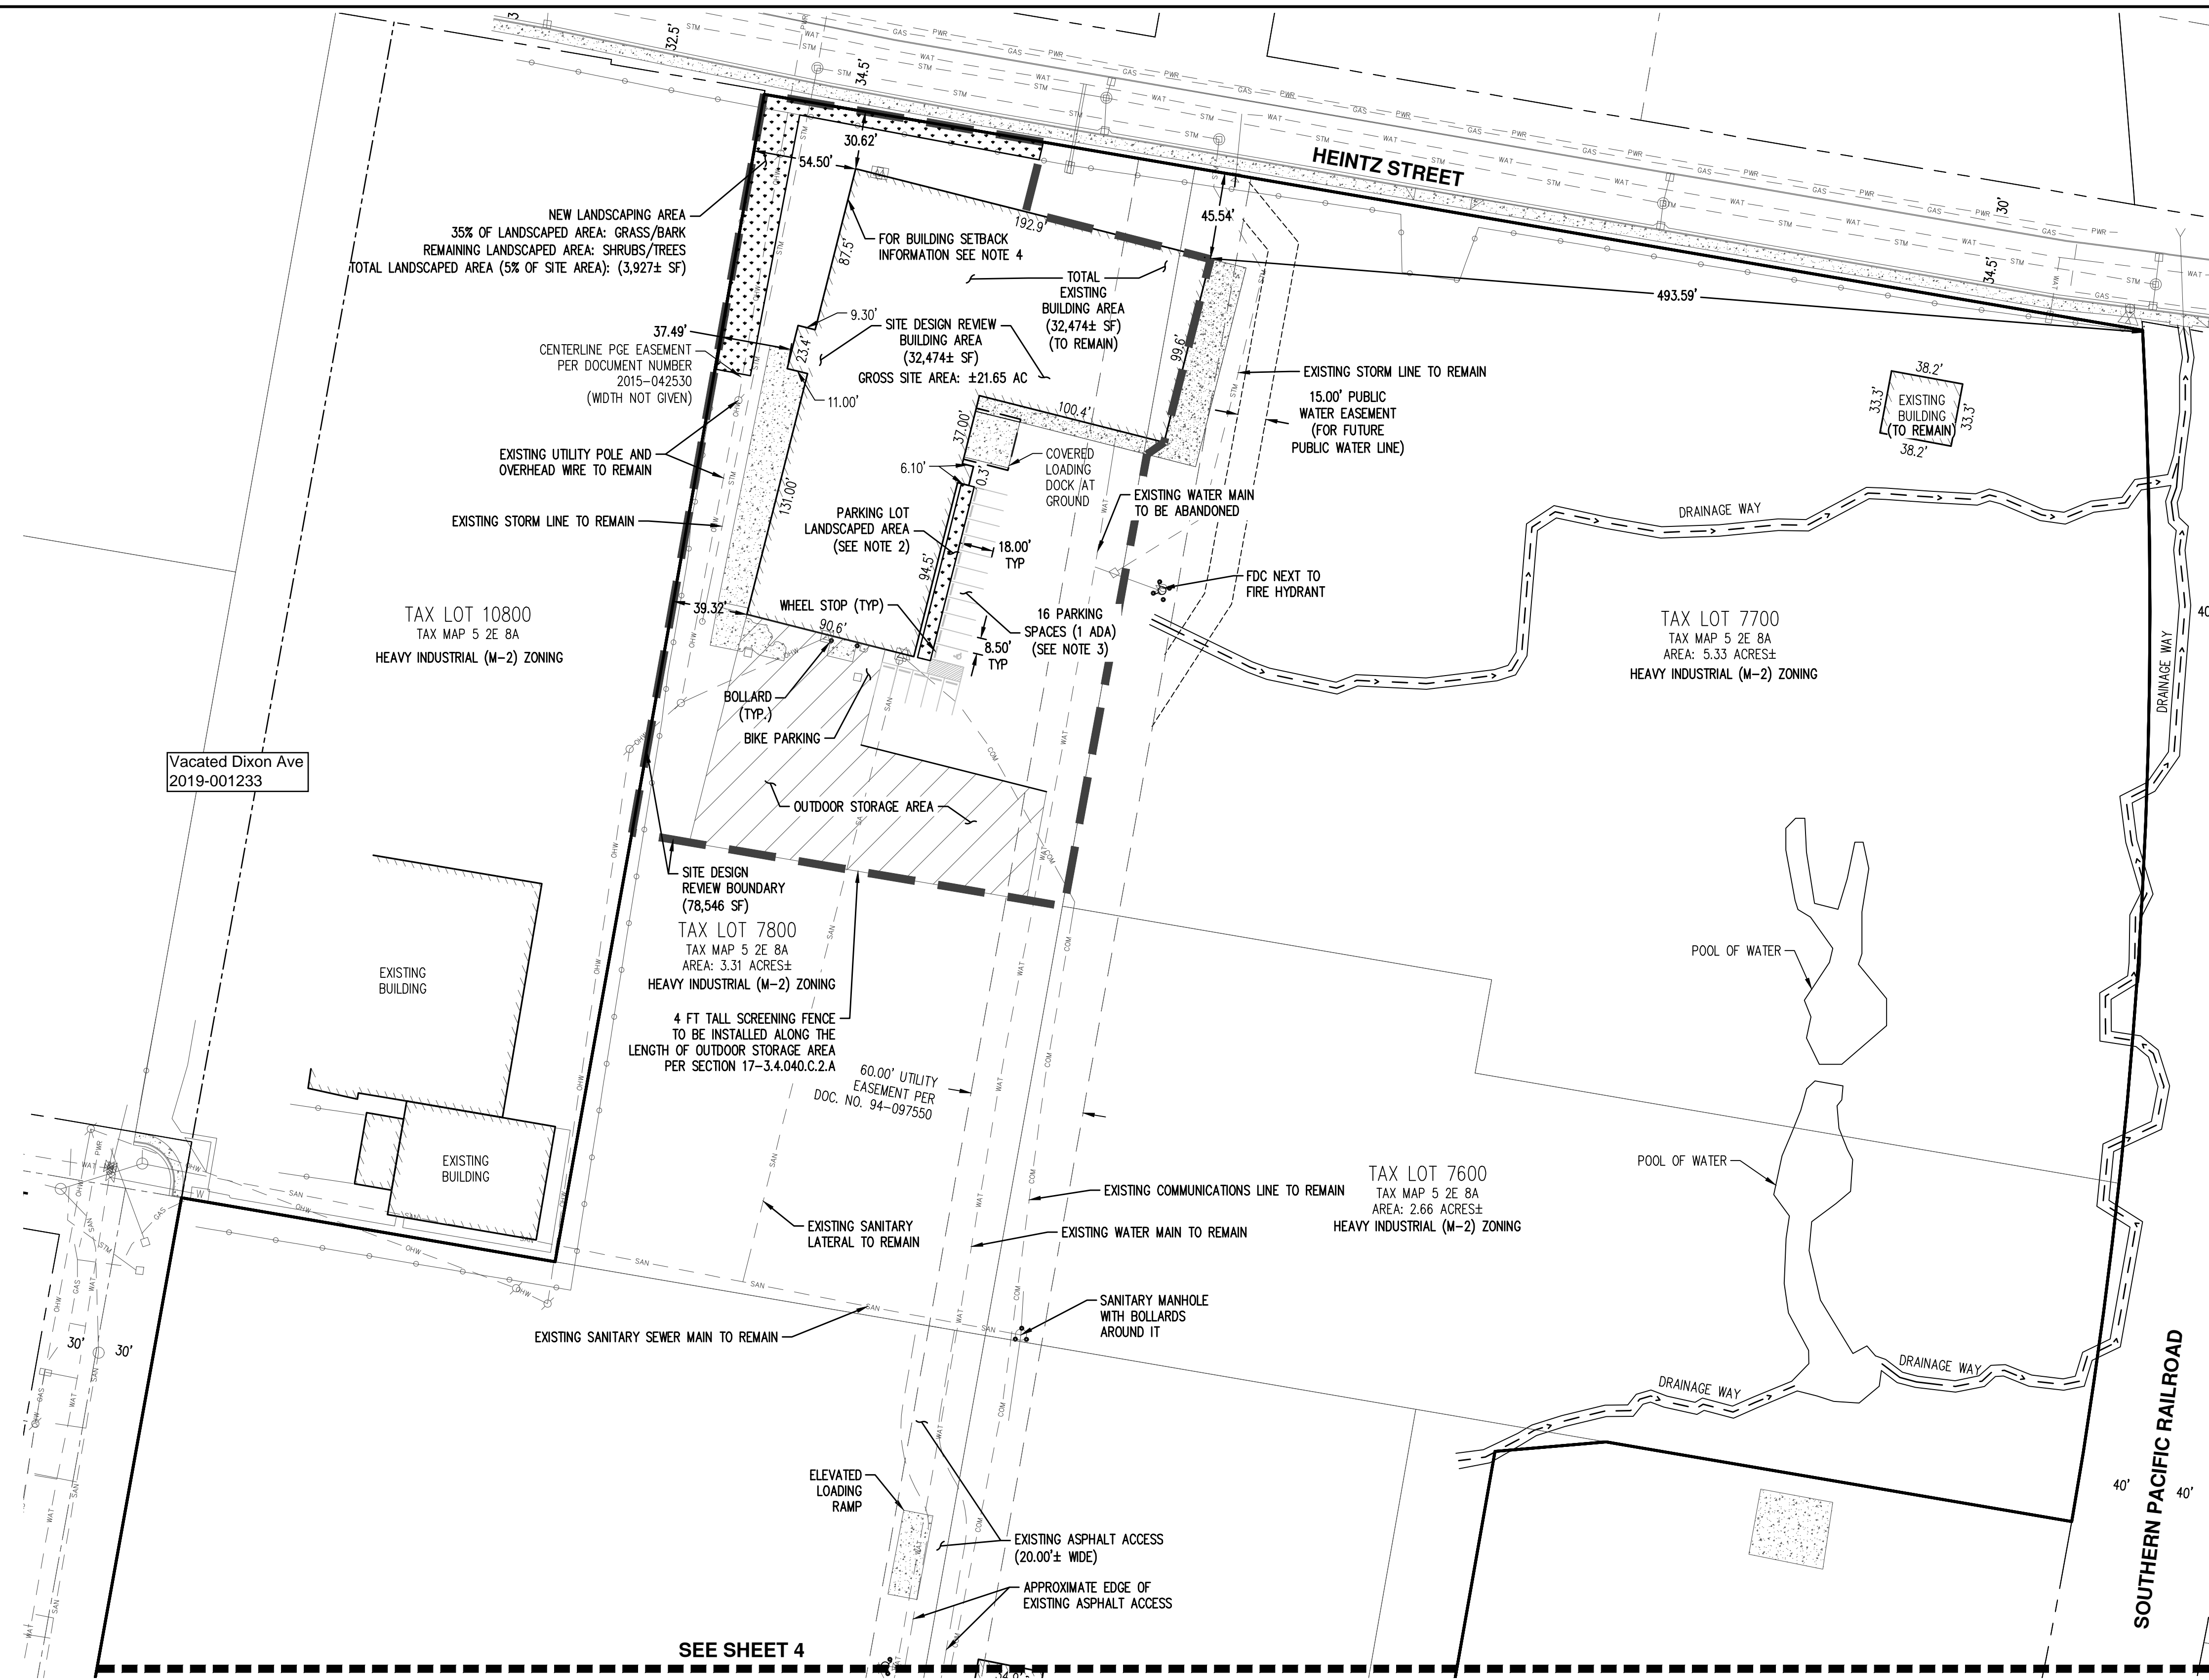 32.5'
34.5'
HEINTZ STREET
30'
34.5'
30.62'
54.50'
192.9'
45.54'
493.59'
NEW LANDSCAPING AREA
35% OF LANDSCAPED AREA: GRASS/BARK
REMAINING LANDSCAPED AREA: SHRUBS/TREES
TOTAL LANDSCAPED AREA (5% OF SITE AREA): (3,927± SF)
87.5'
FOR BUILDING SETBACK
INFORMATION SEE NOTE 4
TOTAL
EXISTING
BUILDING AREA
(32,474± SF)
(TO REMAIN)
9.30'
37.49'
23.4'
SITE DESIGN REVIEW
BUILDING AREA
(32,474± SF)
GROSS SITE AREA: ±21.65 AC
99.6'
CENTERLINE PGE EASEMENT
PER DOCUMENT NUMBER
2015-042530
(WIDTH NOT GIVEN)
11.00'
EXISTING STORM LINE TO REMAIN
15.00' PUBLIC
WATER EASEMENT
(FOR FUTURE
PUBLIC WATER LINE)
38.2'
33.3'
EXISTING
BUILDING
(TO REMAIN)
33.3'
38.2'
100.4'
37.00'
EXISTING UTILITY POLE AND
OVERHEAD WIRE TO REMAIN
6.10'
0.3'
COVERED
LOADING
DOCK AT
GROUND
EXISTING WATER MAIN
TO BE ABANDONED
131.00'
EXISTING STORM LINE TO REMAIN
PARKING LOT
LANDSCAPED AREA
(SEE NOTE 2)
18.00'
TYP
94.5'
DRAINAGE WAY
FDC NEXT TO
FIRE HYDRANT
39.32'
WHEEL STOP (TYP)
16 PARKING
SPACES (1 ADA)
(SEE NOTE 3)
8.50'
TYP
90.6'
TAX LOT 10800
TAX MAP 5 2E 8A
HEAVY INDUSTRIAL (M-2) ZONING
TAX LOT 7700
TAX MAP 5 2E 8A
AREA: 5.33 ACRES±
HEAVY INDUSTRIAL (M-2) ZONING
DRAINAGE WAY
BOLLARD
(TYP.)
BIKE PARKING
Vacated Dixon Ave
2019-001233
OUTDOOR STORAGE AREA
SITE DESIGN
REVIEW BOUNDARY
(78,546 SF)
TAX LOT 7800
TAX MAP 5 2E 8A
AREA: 3.31 ACRES±
HEAVY INDUSTRIAL (M-2) ZONING
EXISTING
BUILDING
POOL OF WATER
4 FT TALL SCREENING FENCE
TO BE INSTALLED ALONG THE
LENGTH OF OUTDOOR STORAGE AREA
PER SECTION 17-3.4.040.C.2.A
60.00' UTILITY
EASEMENT PER
DOC. NO. 94-097550
EXISTING
BUILDING
POOL OF WATER
TAX LOT 7600
TAX MAP 5 2E 8A
AREA: 2.66 ACRES±
HEAVY INDUSTRIAL (M-2) ZONING
EXISTING COMMUNICATIONS LINE TO REMAIN
EXISTING SANITARY
LATERAL TO REMAIN
EXISTING WATER MAIN TO REMAIN
SANITARY MANHOLE
WITH BOLLARDS
AROUND IT
EXISTING SANITARY SEWER MAIN TO REMAIN
30'
30'
DRAINAGE WAY
DRAINAGE WAY
ELEVATED
LOADING
RAMP
EXISTING ASPHALT ACCESS
(20.00'± WIDE)
APPROXIMATE EDGE OF
EXISTING ASPHALT ACCESS
40'
40'
SOUTHERN PACIFIC RAILROAD
SEE SHEET 4